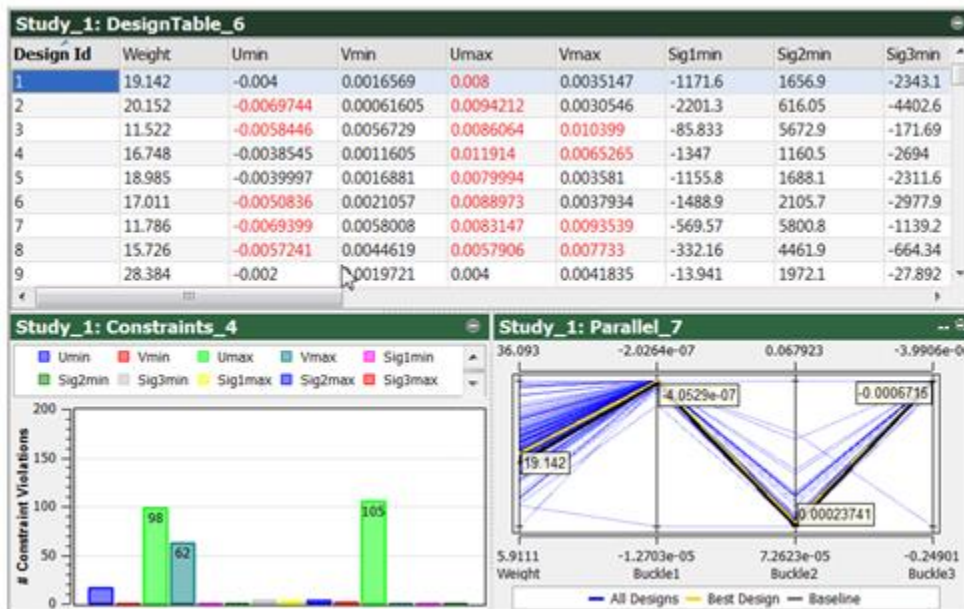 Study_1: DesignTable_6
Design Id Weight Umin Vmin Umax Vmax Sig1min Sig2min Sig3min
1 19.142 -0.004 0.0016569 0.008 0.0035147 -1171.6 1656.9 -2343.1
2 20.152 -0.0069744 0.00061605 0.0094212 0.0030546 -2201.3 616.05 -4402.6
3 11.522 -0.0058446 0.0056729 0.0086064 0.010399 -85.833 5672.9 -171.69
4 16.748 -0.0038545 0.0011605 0.011914 0.0065265 -1347 1160.5 -2694
5 18.985 -0.0039997 0.0016881 0.0079994 0.003581 -1155.8 1688.1 -2311.6
6 17.011 -0.0050836 0.0021057 0.0088973 0.0037934 -1488.9 2105.7 -2977.9
7 11.786 -0.0069399 0.0058008 0.0083147 0.0093539 -569.57 5800.8 -1139.2
8 15.726 -0.0057241 0.0044619 0.0057906 0.007733 -332.16 4461.9 -664.34
9 28.384 -0.002 0.0019721 0.004 0.0041835 -13.941 1972.1 -27.892
Study_1: Constraints_4
Umin Vmin Umax Vmax Sig1min
Sig2min Sig3min Sig1max Sig2max Sig3max
# Constraint Violations
200
150
100
50
0
98
62
105
Study_1: Parallel_7
36.093 -2.0264e-07 0.067923 -3.9906e-0
-4.0529e-07
-0.0006716
19.142
0.00023741
5.9111 -1.2703e-05 7.2623e-05 -0.24901
Weight Buckle1 Buckle2 Buckle3
All Designs Best Design Baseline